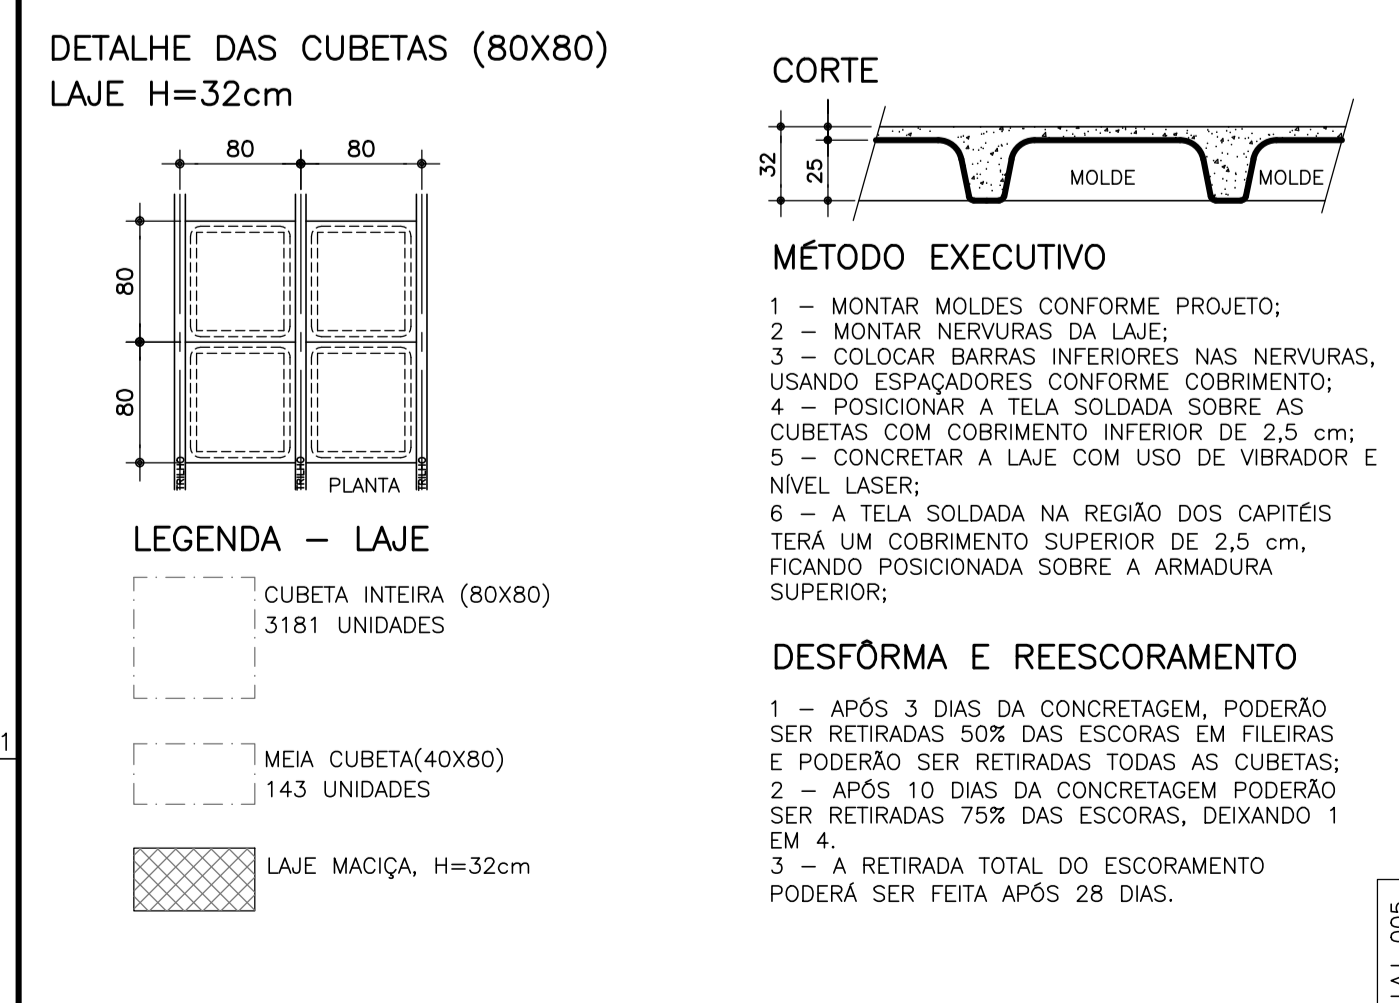 DETALHE DAS CUBETAS (80X80)
LAJE H=32cm
80
80
80
80
TRILHO
TRILHO
TRILHO
PLANTA
LEGENDA – LAJE
CUBETA INTEIRA (80X80)
3181 UNIDADES
MEIA CUBETA(40X80)
143 UNIDADES
LAJE MACIÇA, H=32cm
1
CORTE
32
25
MOLDE
MOLDE
MÉTODO EXECUTIVO
1 – MONTAR MOLDES CONFORME PROJETO;
2 – MONTAR NERVURAS DA LAJE;
3 – COLOCAR BARRAS INFERIORES NAS NERVURAS,
USANDO ESPAÇADORES CONFORME COBRIMENTO;
4 – POSICIONAR A TELA SOLDADA SOBRE AS
CUBETAS COM COBRIMENTO INFERIOR DE 2,5 cm;
5 – CONCRETAR A LAJE COM USO DE VIBRADOR E
NÍVEL LASER;
6 – A TELA SOLDADA NA REGIÃO DOS CAPITÉIS
TERÁ UM COBRIMENTO SUPERIOR DE 2,5 cm,
FICANDO POSICIONADA SOBRE A ARMADURA
SUPERIOR;
DESFÔRMA E REESCORAMENTO
1 – APÓS 3 DIAS DA CONCRETAGEM, PODERÃO
SER RETIRADAS 50% DAS ESCORAS EM FILEIRAS
E PODERÃO SER RETIRADAS TODAS AS CUBETAS;
2 – APÓS 10 DIAS DA CONCRETAGEM PODERÃO
SER RETIRADAS 75% DAS ESCORAS, DEIXANDO 1
EM 4.
3 – A RETIRADA TOTAL DO ESCORAMENTO
PODERÁ SER FEITA APÓS 28 DIAS.